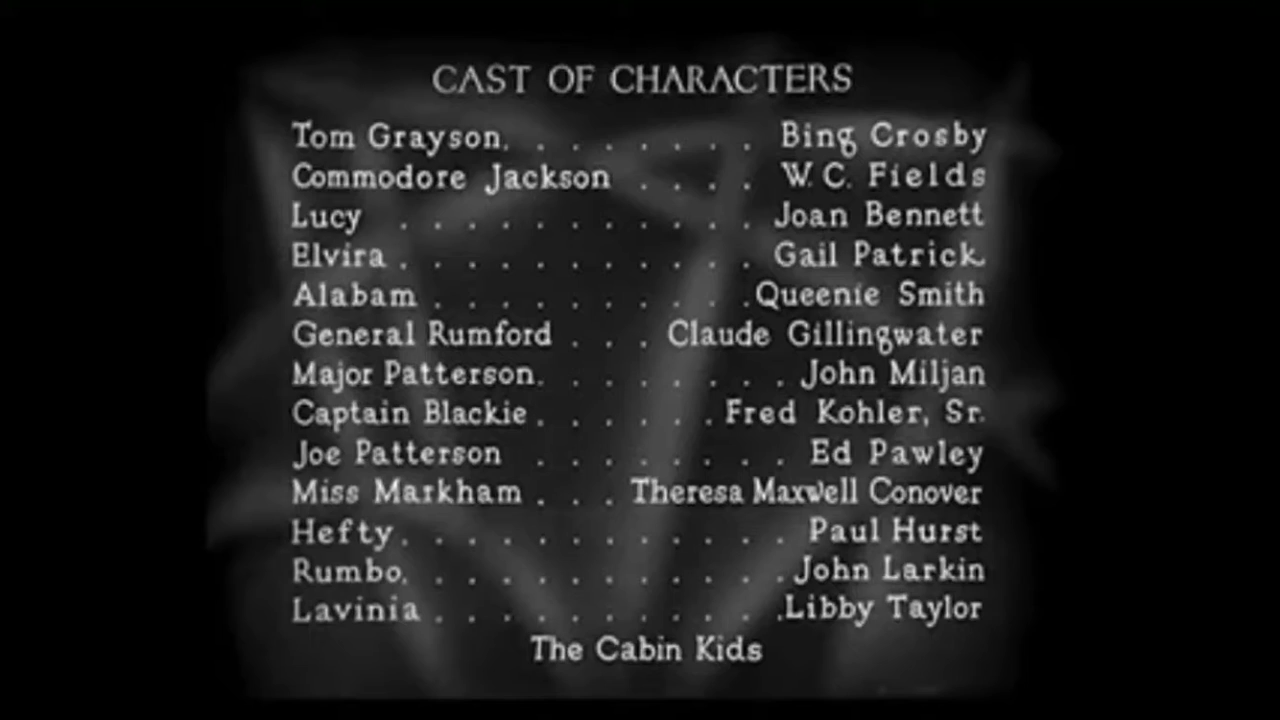 CAST OF CHARACTERS
Tom Grayson. . . . . . . . Bing Crosby
Commodore Jackson . . . . W. C. Fields
Lucy . . . . . . . . . . . Joan Bennett
Elvira . . . . . . . . . . . Gail Patrick
Alabam . . . . . . . . . . Queenie Smith
General Rumford . . . Claude Gillingwater
Major Patterson. . . . . . . . John Miljan
Captain Blackie . . . . . . Fred Kohler, Sr.
Joe Patterson . . . . . . . . Ed Pawley
Miss Markham . . . Theresa Maxwell Conover
Hefty. . . . . . . . . . . . Paul Hurst
Rumbo. . . . . . . . . . . . John Larkin
Lavinia . . . . . . . . . . .Libby Taylor
The Cabin Kids